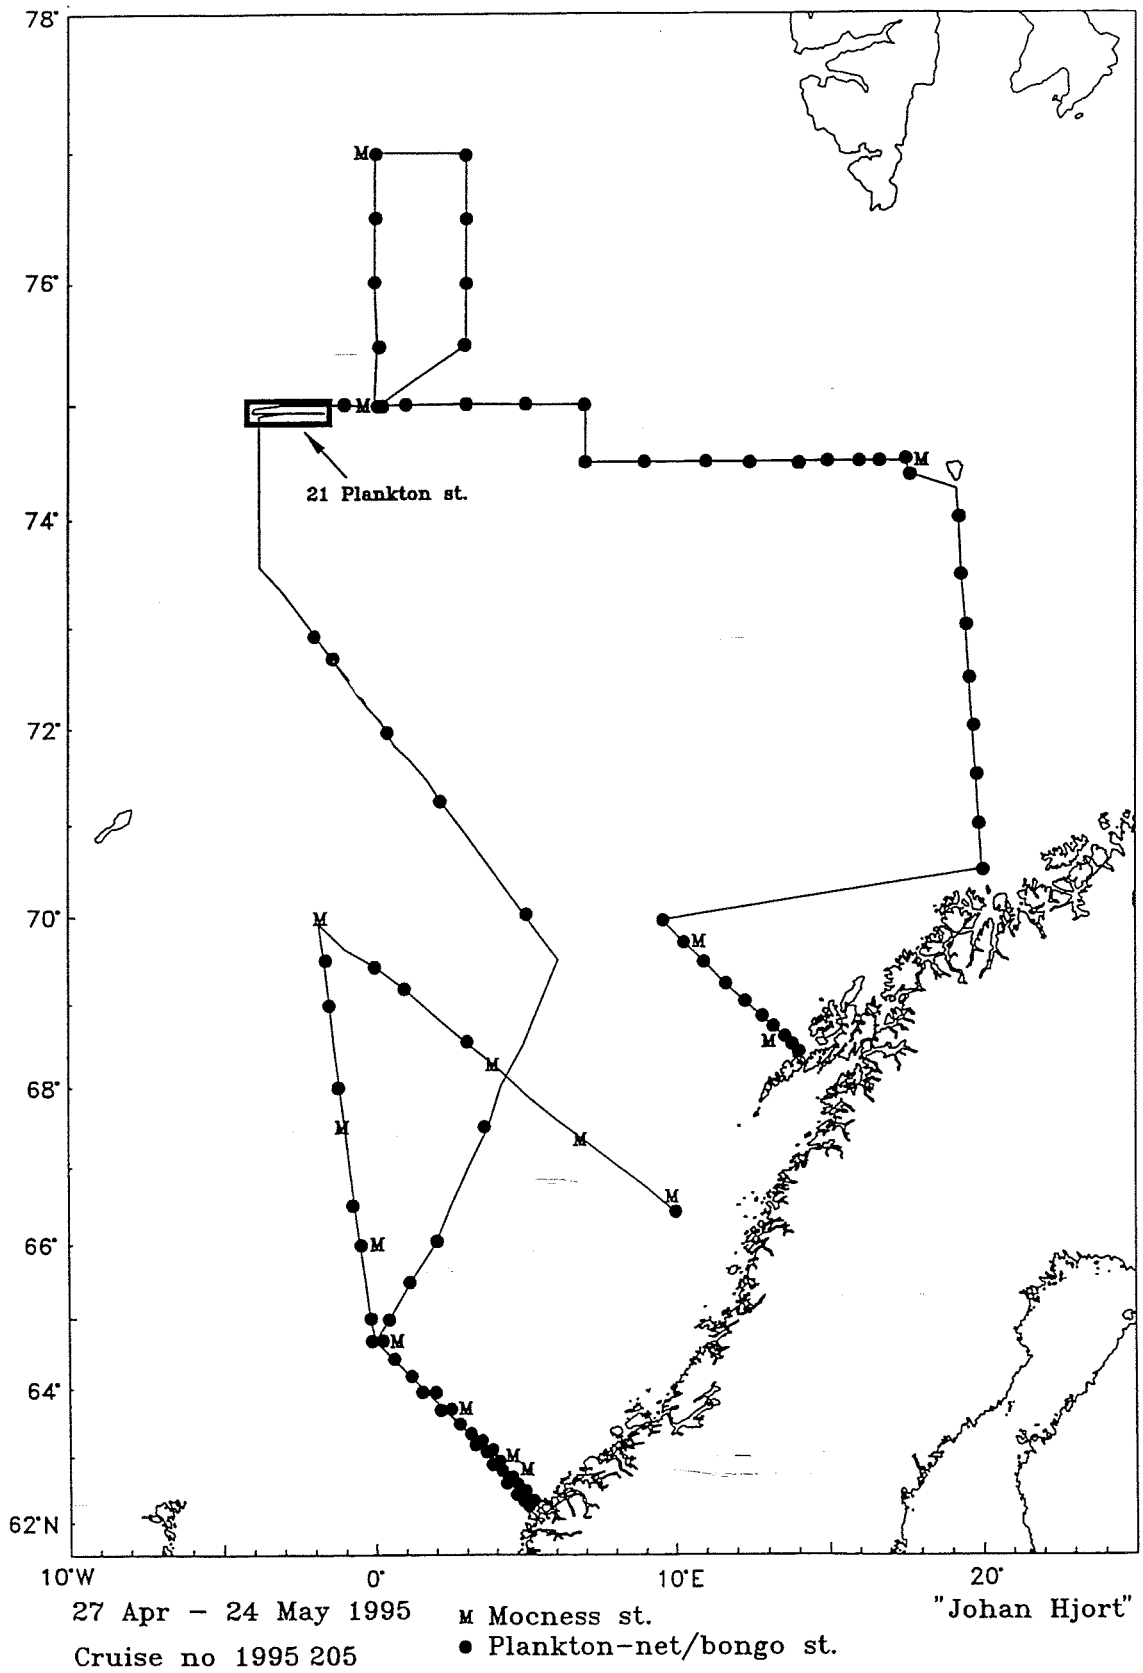 78°
M
76°
M
M
21 Plankton st.
74°
72°
70°
M
M
M
M
68°
M
M
M
66°
M
M
64°
M
M
M
62°N
10°W
0°
10°E
20°
27 Apr – 24 May 1995
M Mocness st.
"Johan Hjort"
Cruise no 1995 205
Plankton-net/bongo st.